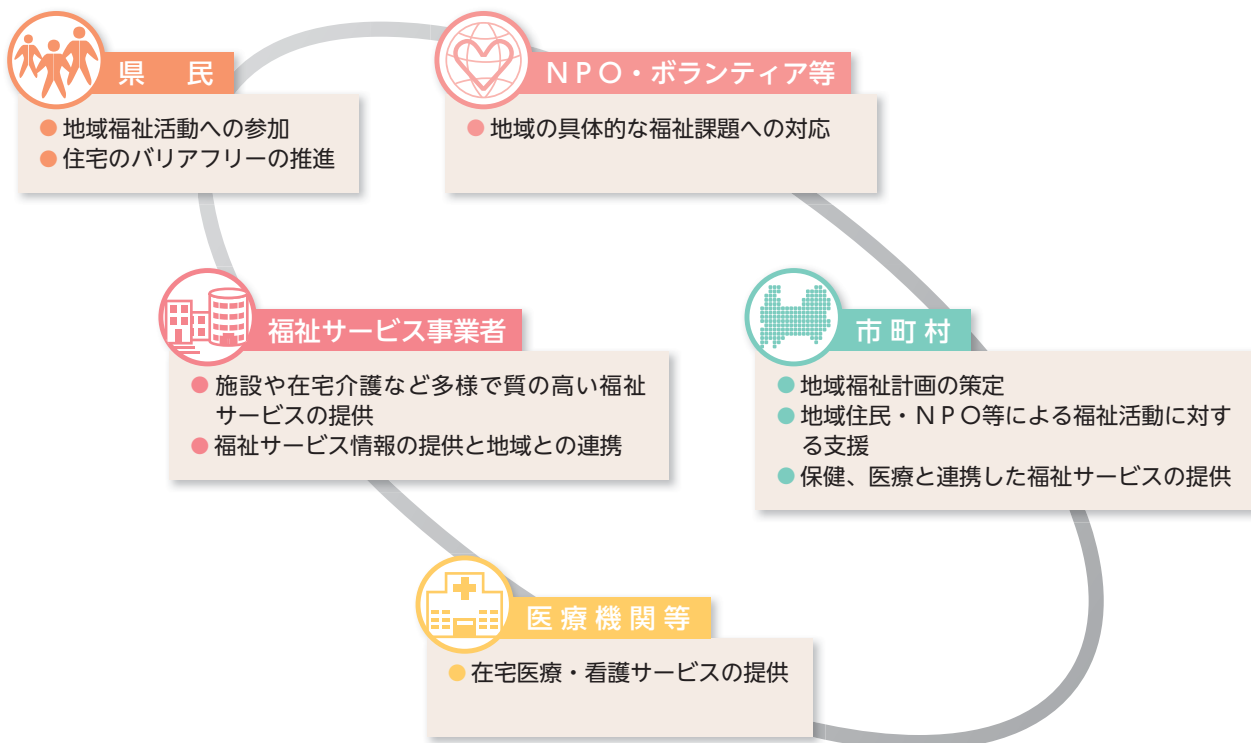 県　民
● 地域福祉活動への参加
● 住宅のバリアフリーの推進
ＮＰＯ・ボランティア等
● 地域の具体的な福祉課題への対応
福祉サービス事業者
● 施設や在宅介護など多様で質の高い福祉
サービスの提供
● 福祉サービス情報の提供と地域との連携
市町村
● 地域福祉計画の策定
● 地域住民・ＮＰＯ等による福祉活動に対す
る支援
● 保健、医療と連携した福祉サービスの提供
医療機関等
● 在宅医療・看護サービスの提供